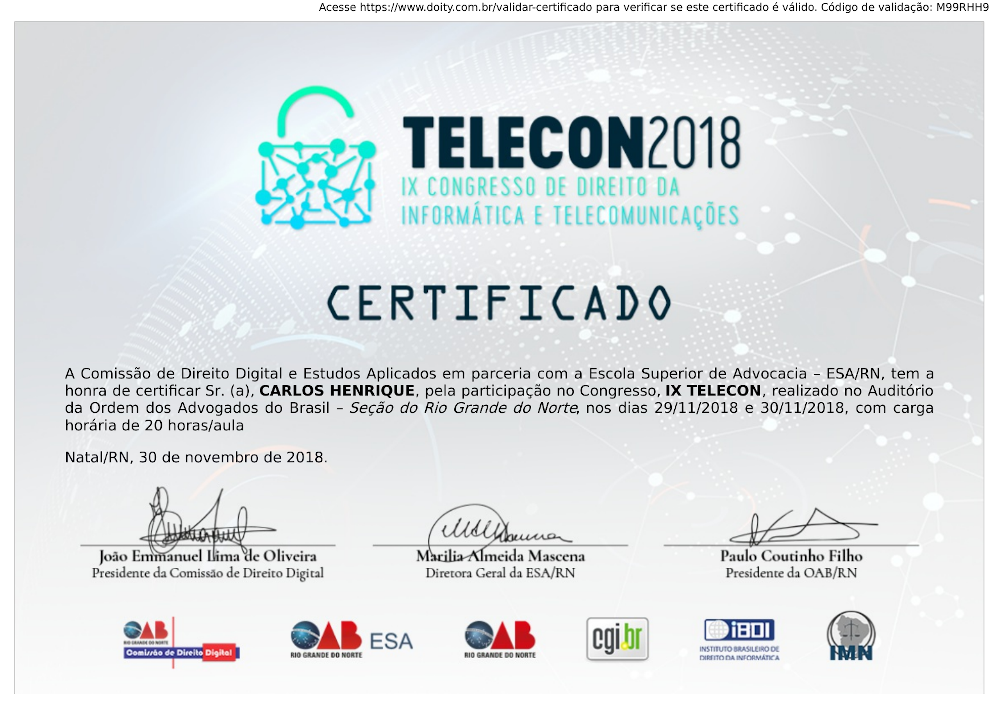 Acesse https://www.doity.com.br/validar-certificado para verificar se este certificado é válido. Código de validação: M99RHH9
TELECON2018
IX CONGRESSO DE DIREITO DA
INFORMÁTICA E TELECOMUNICAÇÕES
CERTIFICADO
A Comissão de Direito Digital e Estudos Aplicados em parceria com a Escola Superior de Advocacia – ESA/RN, tem a
honra de certificar Sr. (a), CARLOS HENRIQUE, pela participação no Congresso, IX TELECON, realizado no Auditório
da Ordem dos Advogados do Brasil – Seção do Rio Grande do Norte, nos dias 29/11/2018 e 30/11/2018, com carga
horária de 20 horas/aula
Natal/RN, 30 de novembro de 2018.
João Emmanuel Lima de Oliveira
Presidente da Comissão de Direito Digital
Marilia Almeida Mascena
Diretora Geral da ESA/RN
Paulo Coutinho Filho
Presidente da OAB/RN
OAB
RIO GRANDE DO NORTE
Comissão de Direito Digital
OAB ESA
RIO GRANDE DO NORTE
OAB
RIO GRANDE DO NORTE
cgi.br
iBDI
INSTITUTO BRASILEIRO DE
DIREITO DA INFORMÁTICA
IMN